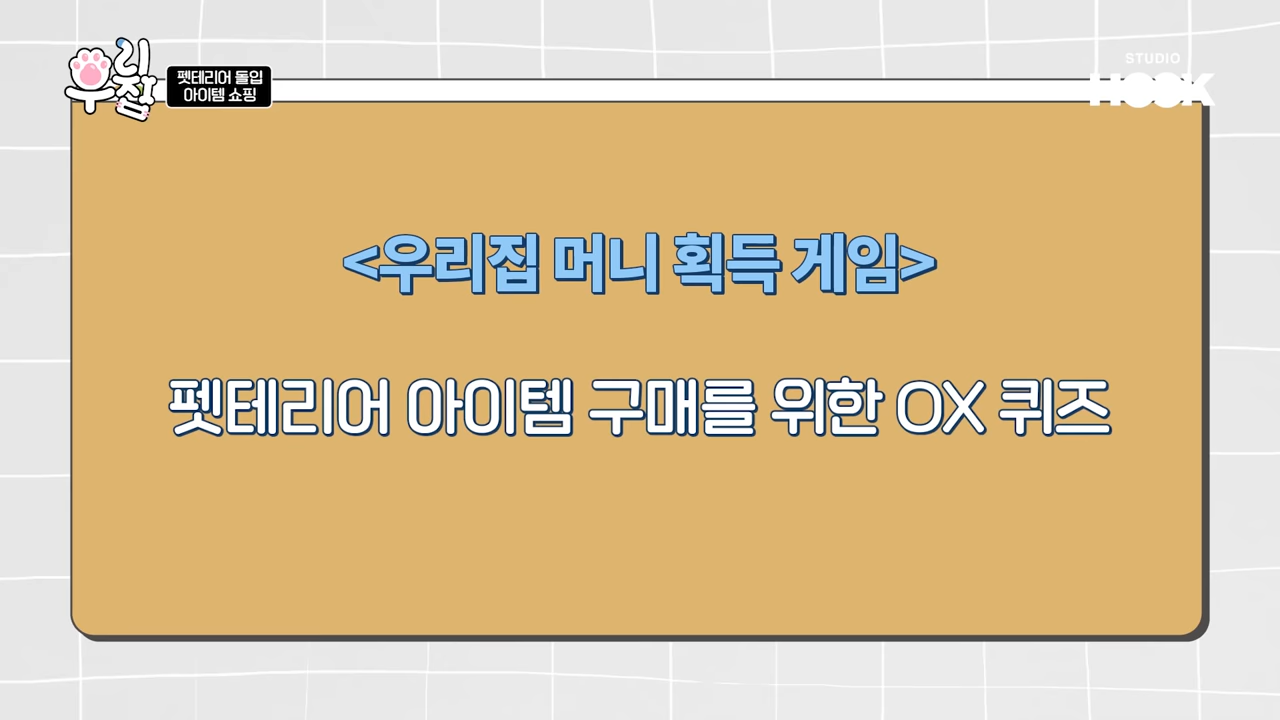 우리집
펫테리어 돌입
아이템 쇼핑
STUDIO
HOOK
<우리집 머니 획득 게임>
펫테리어 아이템 구매를 위한 OX 퀴즈